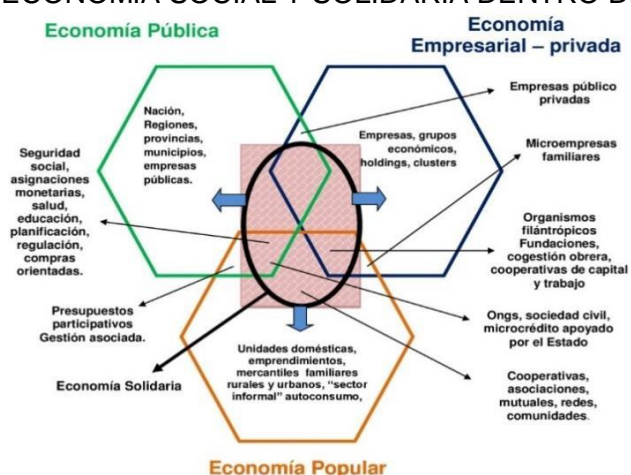 ECONOMÍA SOCIAL Y SOLIDARIA DENTRO D
Economía Pública
Economía
Empresarial – privada
Nación,
Regiones,
provincias,
municipios,
empresas
públicas.
Empresas, grupos
económicos,
holdings, clusters
Empresas público
privadas
Microempresas
familiares
Seguridad
social,
asignaciones
monetarias,
salud,
educación,
planificación,
regulación,
compras
orientadas.
Organismos
filántrópicos
Fundaciones,
cogestión obrera,
cooperativas de capital
y trabajo
Presupuestos
participativos
Gestión asociada.
Ongs, sociedad civil,
microcrédito apoyado
por el Estado
Economía Solidaria
Unidades domésticas,
emprendimientos,
mercantiles familiares
rurales y urbanos, "sector
informal" autoconsumo,
Cooperativas,
asociaciones,
mutuales, redes,
comunidades.
Economía Popular